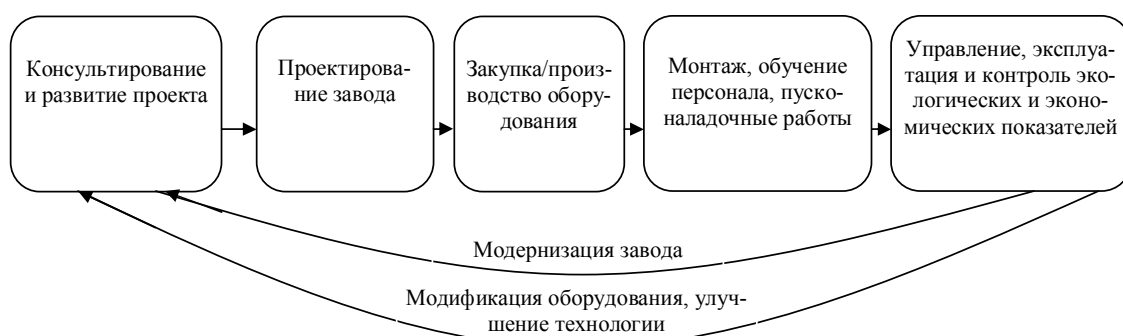 Консультирование
и развитие проекта
Проектирова-
ние завода
Закупка/произ-
водство обору-
дования
Монтаж, обучение
персонала, пуско-
наладочные работы
Управление, эксплуа-
тация и контроль эко-
логических и эконо-
мических показателей
Модернизация завода
Модификация оборудования, улуч-
шение технологии